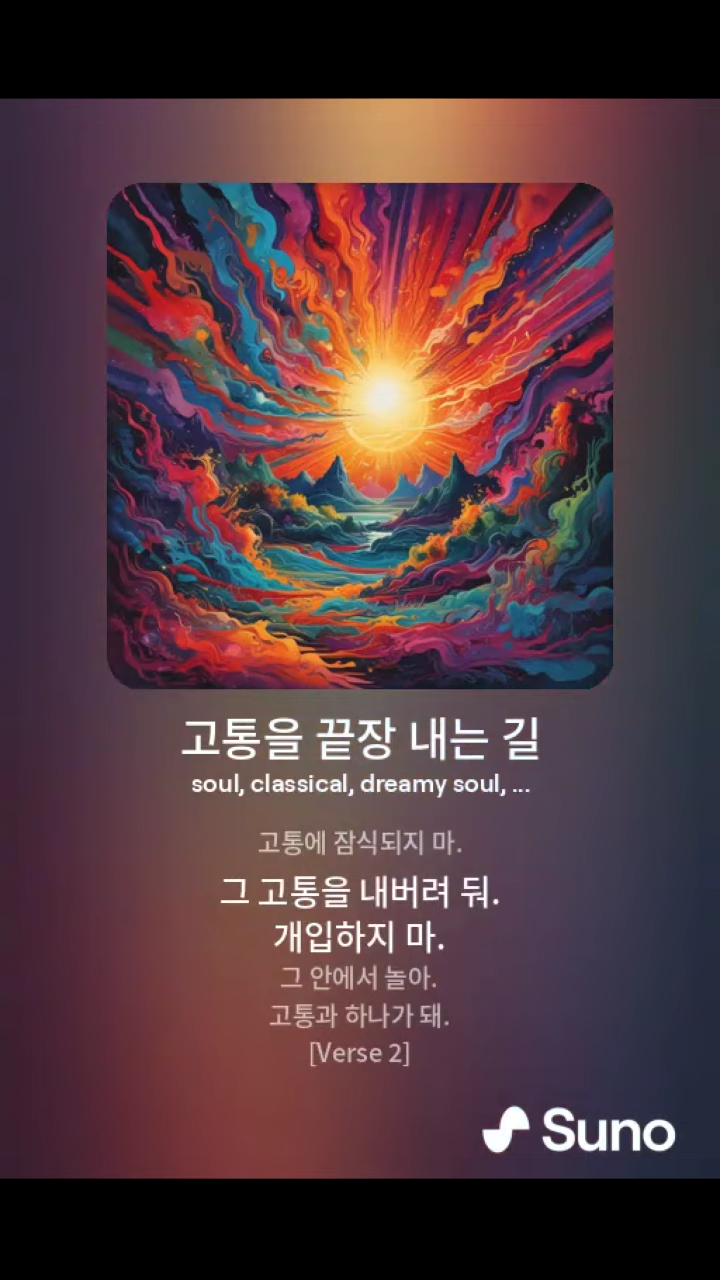 고통을 끝장 내는 길
soul, classical, dreamy soul, ...
고통에 잠식되지 마.
그 고통을 내버려 둬.
개입하지 마.
그 안에서 놀아.
고통과 하나가 돼.
[Verse 2]
Suno